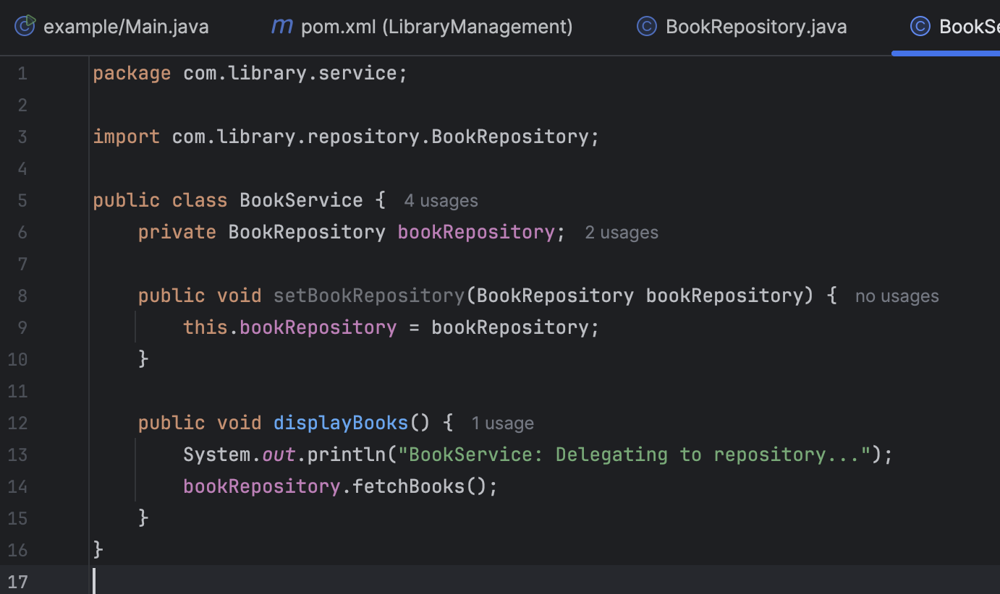 example/Main.java pom.xml (LibraryManagement) BookRepository.java
1 package com.library.service;
2
3 import com.library.repository.BookRepository;
4
5 public class BookService { 4 usages
6 private BookRepository bookRepository; 2 usages
7
8 public void setBookRepository(BookRepository bookRepository) { no usages
9 this.bookRepository = bookRepository;
10 }
11
12 public void displayBooks() { 1 usage
13 System.out.println("BookService: Delegating to repository...");
14 bookRepository.fetchBooks();
15 }
16 }
17